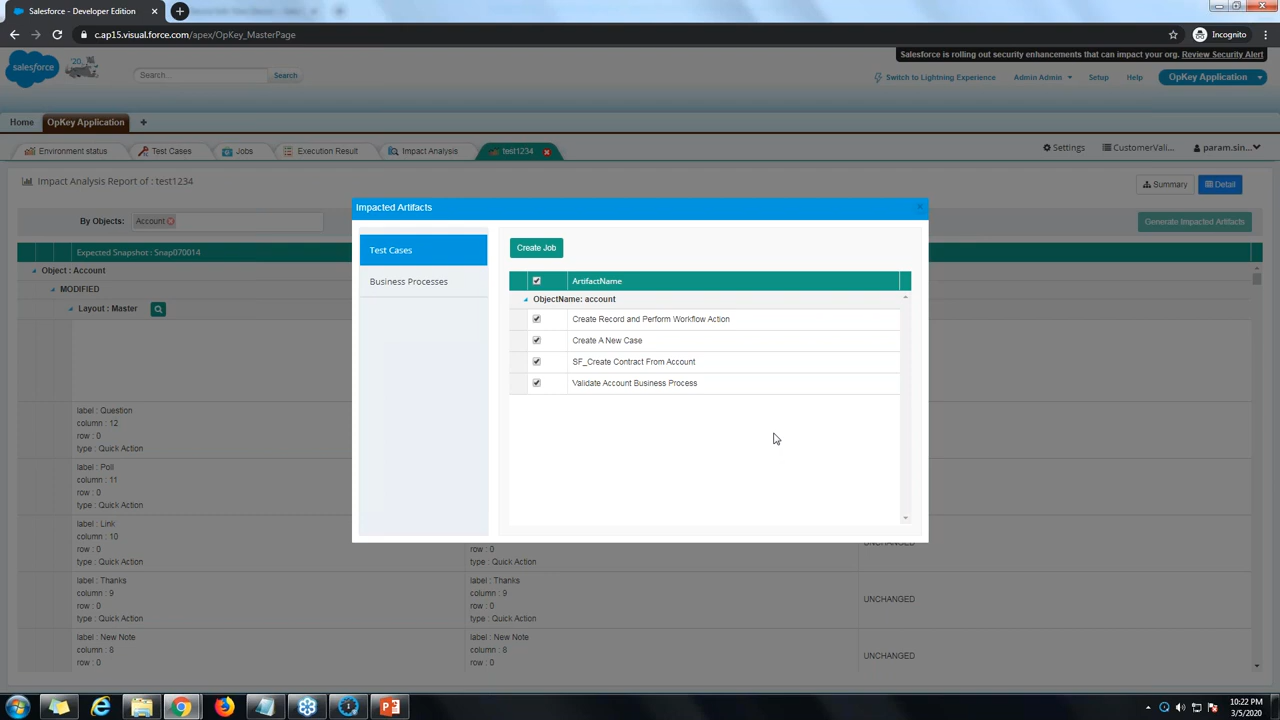 Salesforce - Developer Edition
c.ap15.visual.force.com/apex/OpKey_MasterPage
Incognito
Salesforce is rolling out security enhancements that can impact your org. Review Security Alert
salesforce
'20
Search...
Search
Switch to Lightning Experience
Admin Admin
Setup
Help
OpKey Application
Home
OpKey Application
+
Environment status
Test Cases
Jobs
Execution Result
Impact Analysis
test1234
Settings
CustomerVali...
param.sin...
Impact Analysis Report of : test1234
Summary
Detail
By Objects:
Account
Generate Impacted Artifacts
Expected Snapshot : Snap070014
Object : Account
MODIFIED
Layout : Master
Impacted Artifacts
Test Cases
Business Processes
Create Job
ArtifactName
ObjectName: account
Create Record and Perform Workflow Action
Create A New Case
SF_Create Contract From Account
Validate Account Business Process
label : Question
column : 12
row : 0
type : Quick Action
label : Poll
column : 11
row : 0
type : Quick Action
label : Link
column : 10
row : 0
type : Quick Action
row : 0
type : Quick Action
UNCHANGED
label : Thanks
column : 9
row : 0
type : Quick Action
label : Thanks
column : 9
row : 0
type : Quick Action
UNCHANGED
label : New Note
column : 8
row : 0
label : New Note
column : 8
row : 0
UNCHANGED
10:22 PM
3/5/2020